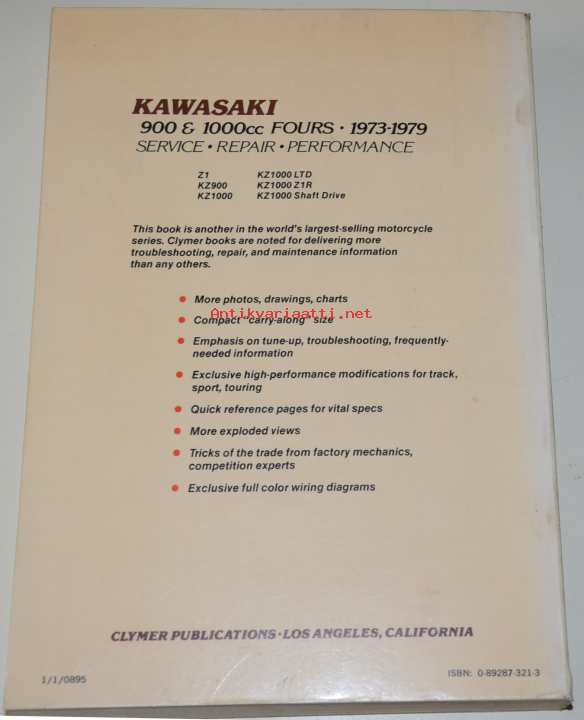 KAWASAKI
900 & 1000cc FOURS • 1973-1979
SERVICE • REPAIR • PERFORMANCE
Z1 KZ1000 LTD
KZ900 KZ1000 Z1R
KZ1000 KZ1000 Shaft Drive
This book is another in the world's largest-selling motorcycle
series. Clymer books are noted for delivering more
troubleshooting, repair, and maintenance information
than any others.
• More photos, drawings, charts
Antikvariaatti.net
• Compact "carry-along" size
• Emphasis on tune-up, troubleshooting, frequently-
needed information
• Exclusive high-performance modifications for track,
sport, touring
• Quick reference pages for vital specs
• More exploded views
• Tricks of the trade from factory mechanics,
competition experts
• Exclusive full color wiring diagrams
CLYMER PUBLICATIONS • LOS ANGELES, CALIFORNIA
1/1/0895
ISBN: 0-89287-321-3